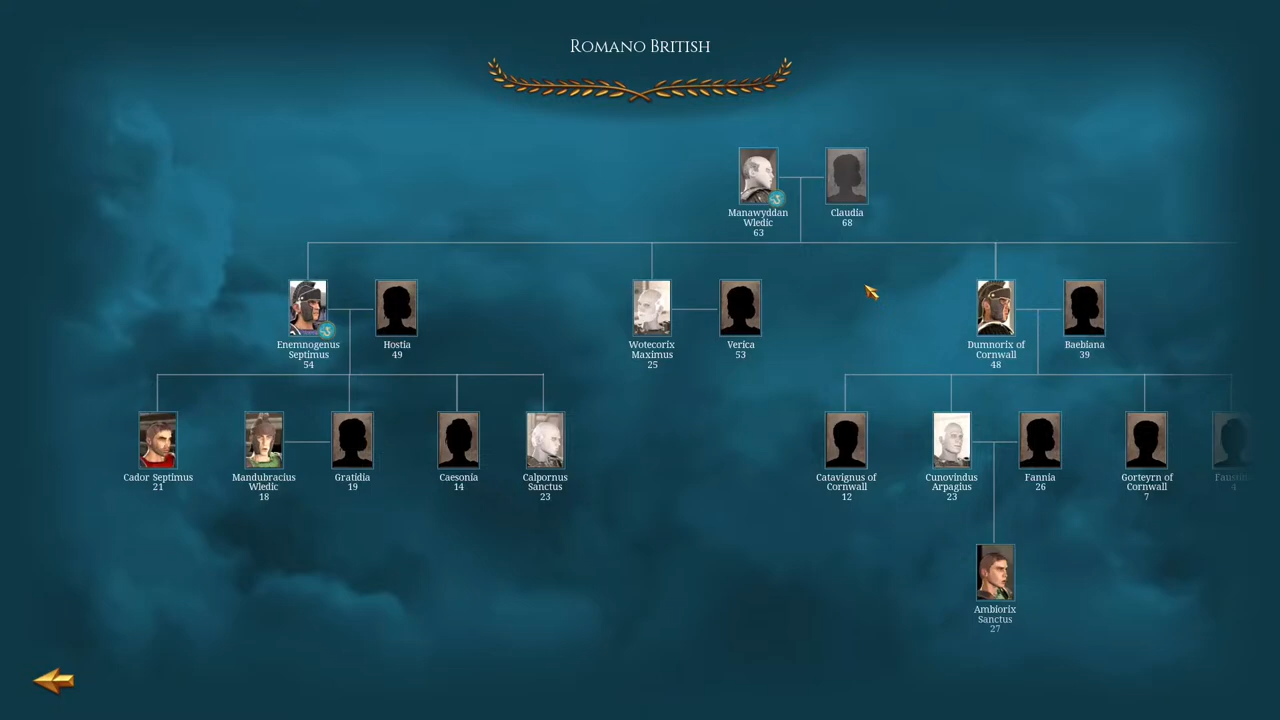 Romano British
Manawyddan
Wledic
63
Claudia
68
Enemnogenus
Septimus
54
Hostia
49
Wotecorix
Maximus
25
Verica
53
Dumnorix of
Cornwall
48
Baebiana
39
Cador Septimus
21
Mandubracius
Wledic
18
Gratidia
19
Caesonia
14
Calpornus
Sanctus
23
Catavignus of
Cornwall
12
Cunovindus
Arpagius
23
Fannia
26
Gorteyrn of
Cornwall
7
4
Ambiorix
Sanctus
27